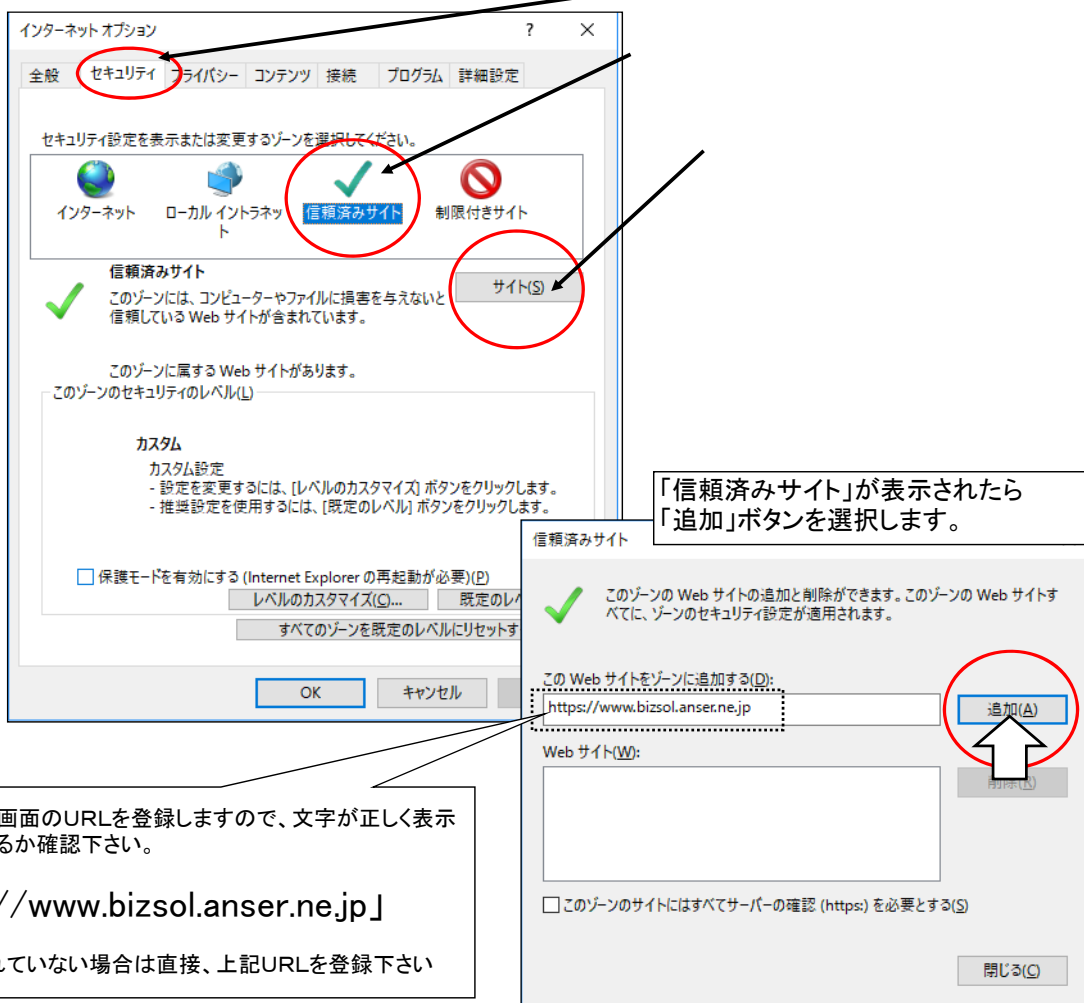 インターネット オプション
?
×
全般
セキュリティ
プライバシー
コンテンツ
接続
プログラム
詳細設定
セキュリティ設定を表示または変更するゾーンを選択してください。
インターネット
ローカル イントラネッ
ト
信頼済みサイト
制限付きサイト
信頼済みサイト
このゾーンには、コンピューターやファイルに損害を与えないと
信頼している Web サイトが含まれています。
サイト(S)
このゾーンに属する Web サイトがあります。
このゾーンのセキュリティのレベル(L)
カスタム
カスタム設定
- 設定を変更するには、[レベルのカスタマイズ] ボタンをクリックします。
- 推奨設定を使用するには、[既定のレベル] ボタンをクリックします。
保護モードを有効にする (Internet Explorer の再起動が必要)(P)
レベルのカスタマイズ(C)...
既定のレ
すべてのゾーンを既定のレベルにリセットす
OK
キャンセル
「信頼済みサイト」が表示されたら
「追加」ボタンを選択します。
信頼済みサイト
このゾーンの Web サイトの追加と削除ができます。このゾーンの Web サイトす
べてに、ゾーンのセキュリティ設定が適用されます。
この Web サイトをゾーンに追加する(D):
https://www.bizsol.anser.ne.jp
追加(A)
Web サイト(W):
削除(R)
このゾーンのサイトにはすべてサーバーの確認 (https:) を必要とする(S)
閉じる(C)
画面のURLを登録しますので、文字が正しく表示
るか確認下さい。
//www.bizsol.anser.ne.jp」
れていない場合は直接、上記URLを登録下さい